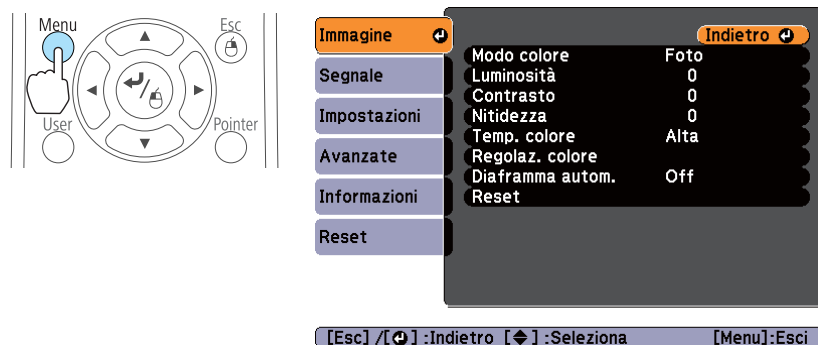 Menu
Esc
User
Pointer
Immagine
Segnale
Impostazioni
Avanzate
Informazioni
Reset
Indietro
Modo colore Foto
Luminosità 0
Contrasto 0
Nitidezza 0
Temp. colore Alta
Regolaz. colore
Diaframma autom. Off
Reset
[Esc] /[ ] :Indietro [ ] :Seleziona [Menu]:Esci